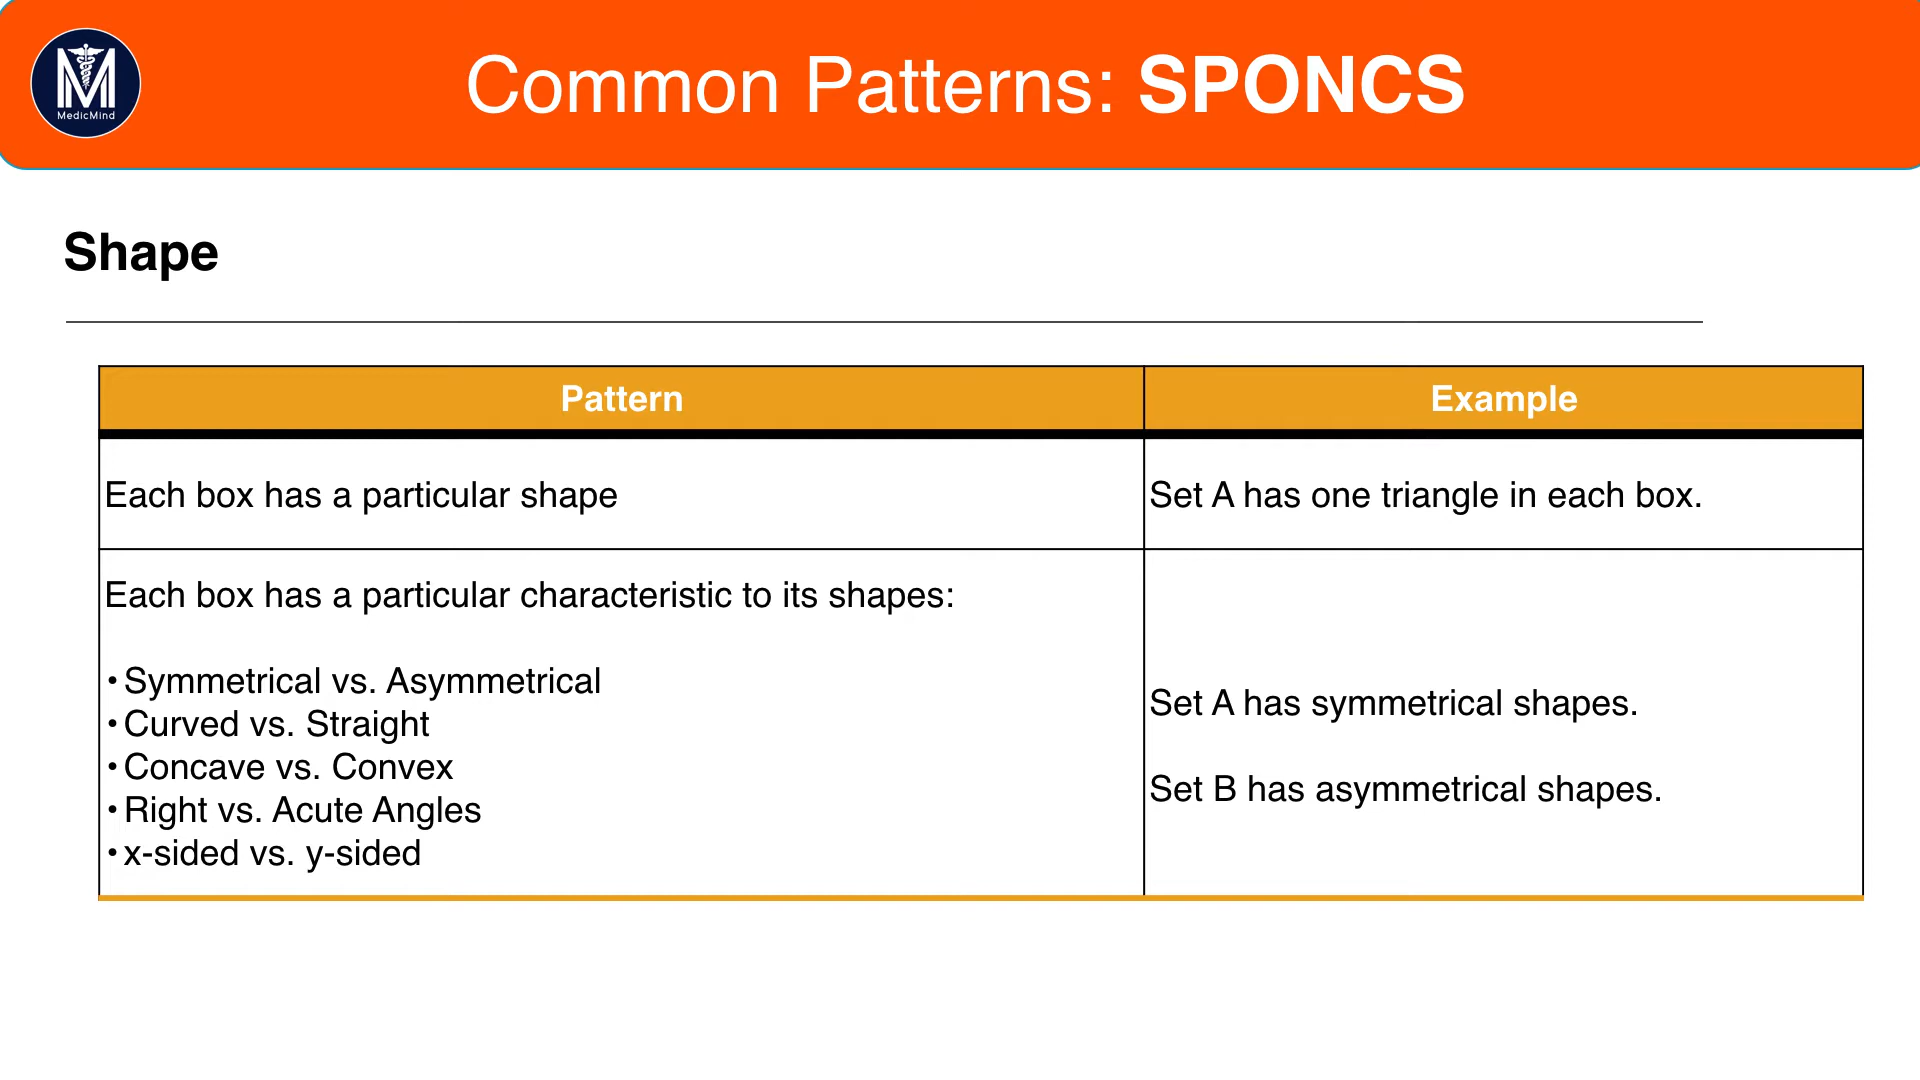 MedicMind
Common Patterns: SPONCS
Shape
Pattern
Example
Each box has a particular shape
Set A has one triangle in each box.
Each box has a particular characteristic to its shapes:
• Symmetrical vs. Asymmetrical
• Curved vs. Straight
• Concave vs. Convex
• Right vs. Acute Angles
• x-sided vs. y-sided
Set A has symmetrical shapes.
Set B has asymmetrical shapes.